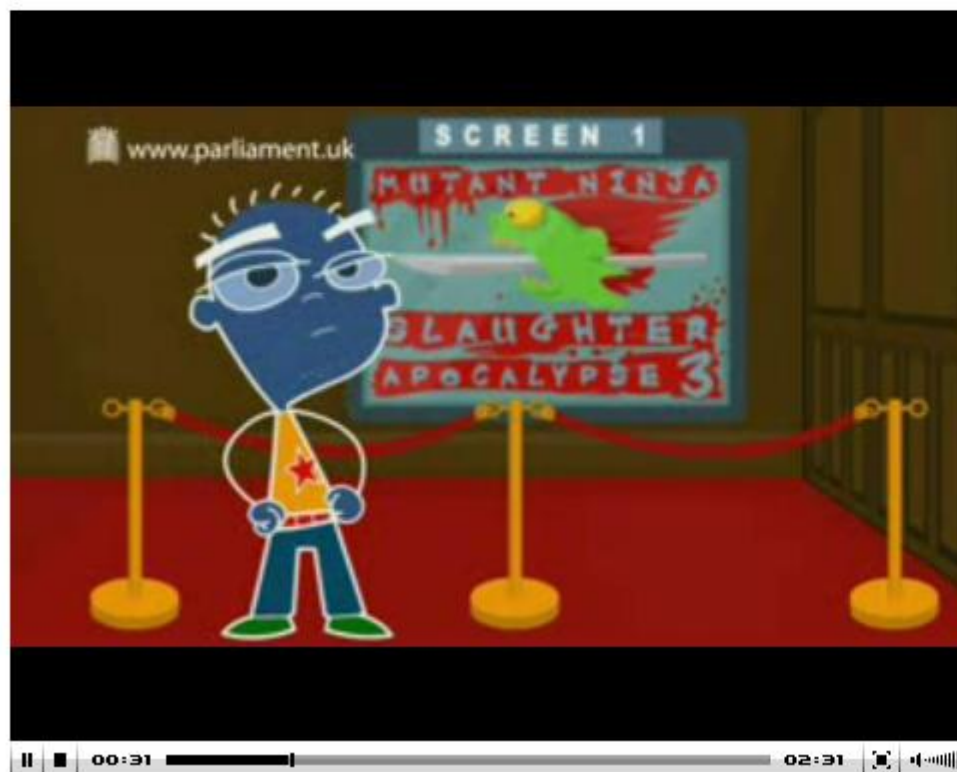 www.parliament.uk
SCREEN 1
MUTANT NINJA
SLAUGHTER
APOCALYPSE 3
00:31
02:31